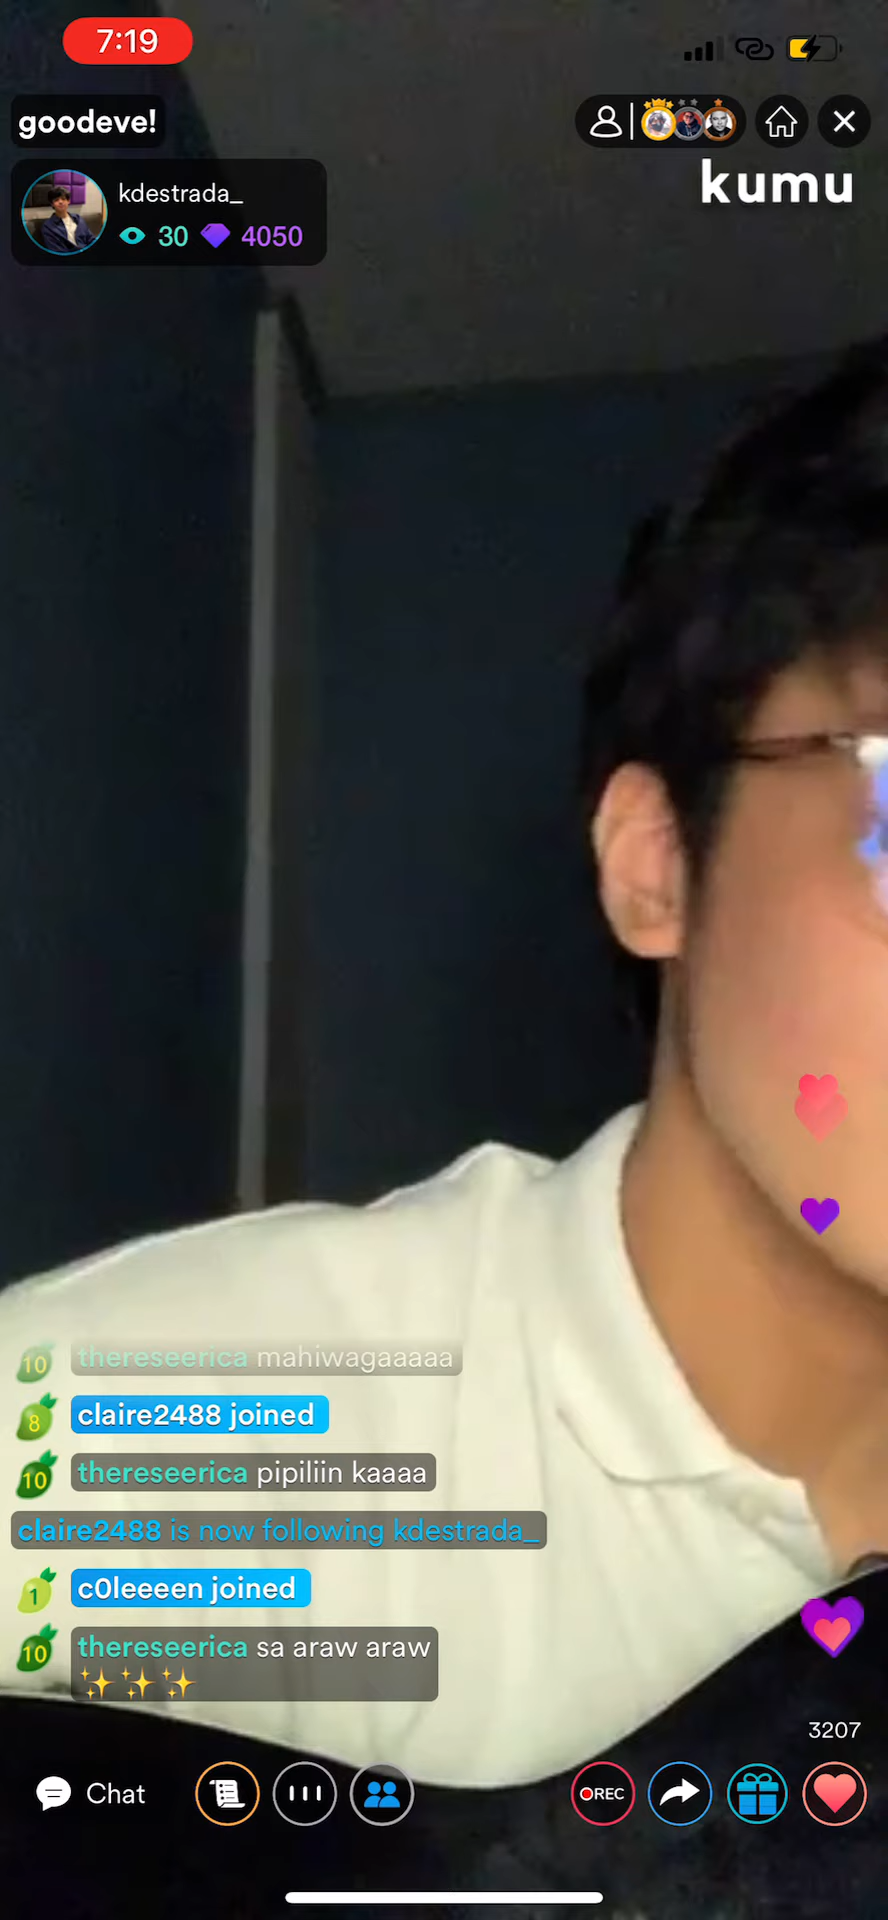 7:19
goodeve!
kumu
kdestrada_
30 4050
10 thereseerica mahiwagaaaaa
8 claire2488 joined
10 thereseerica pipiliin kaaaa
claire2488 is now following kdestrada_
1 c0leeeen joined
10 thereseerica sa araw araw
✨✨✨
3207
Chat
REC